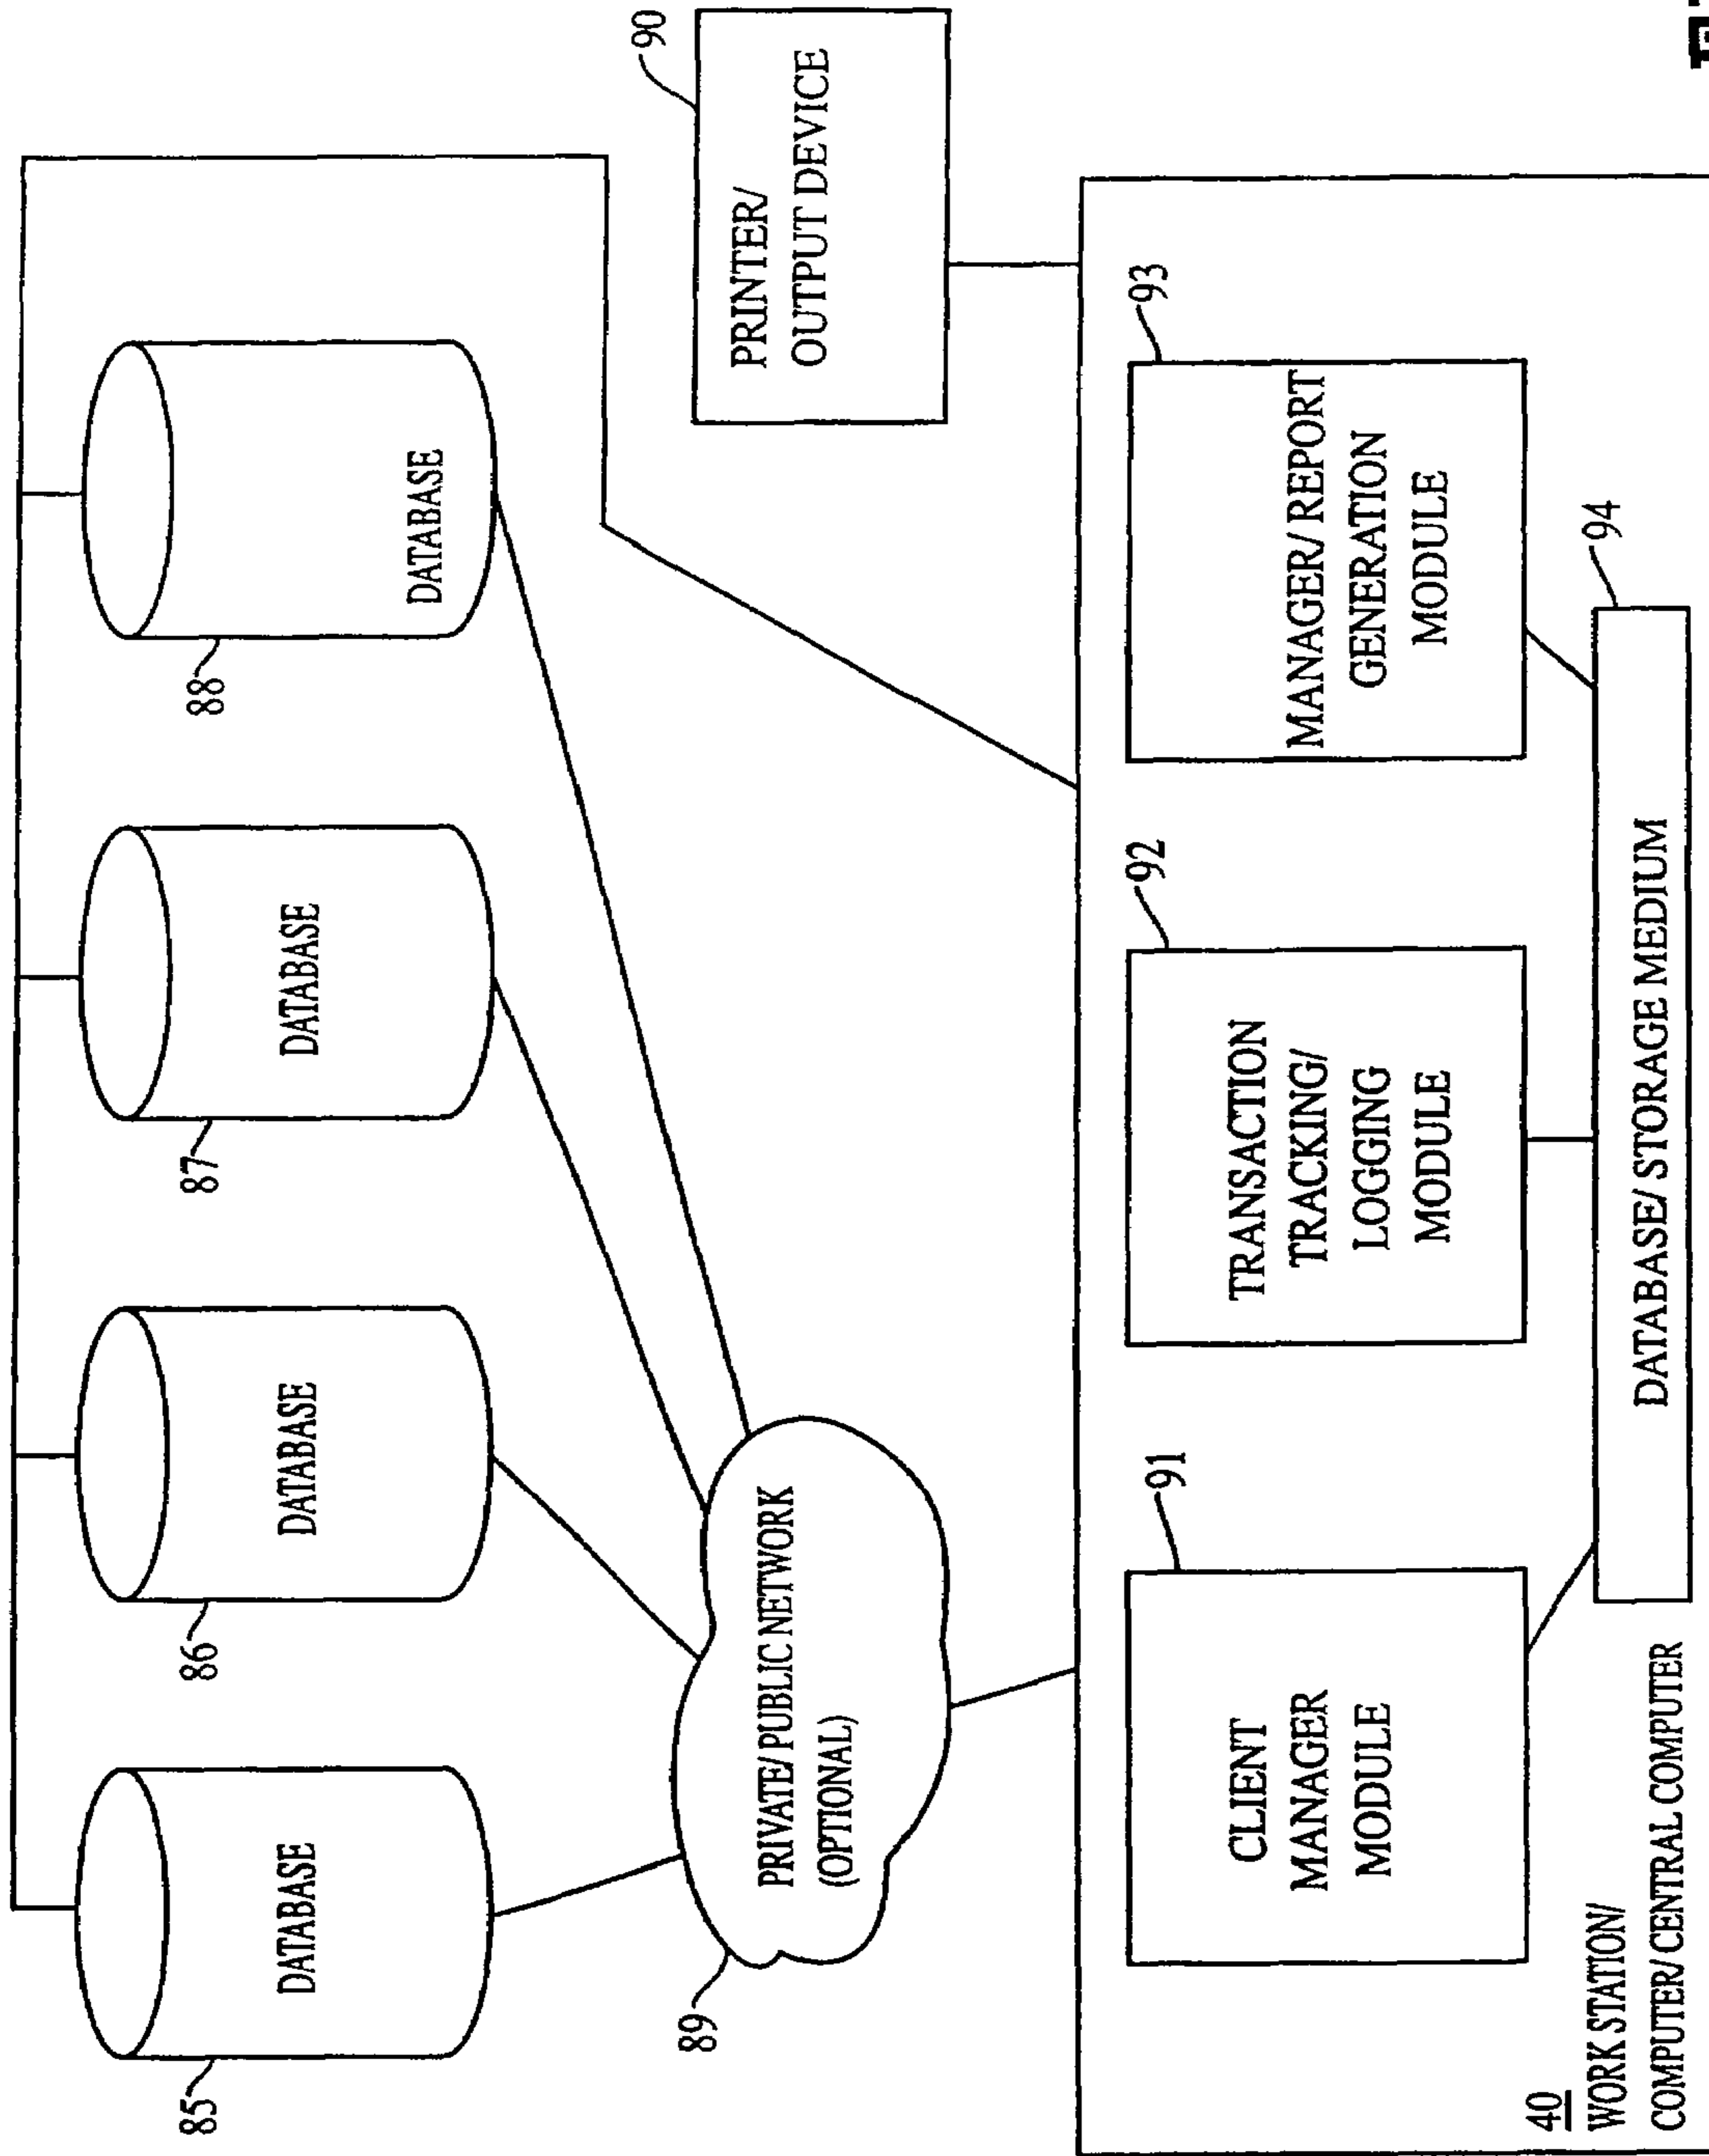 85
DATABASE
86
DATABASE
87
DATABASE
88
DATABASE
89
PRIVATE/PUBLIC NETWORK
(OPTIONAL)
90
PRINTER/
OUTPUT DEVICE
91
CLIENT
MANAGER
MODULE
92
TRANSACTION
TRACKING/
LOGGING
MODULE
93
MANAGER/REPORT
GENERATION
MODULE
94
DATABASE/STORAGE MEDIUM
40
WORK STATION/
COMPUTER/CENTRAL COMPUTER